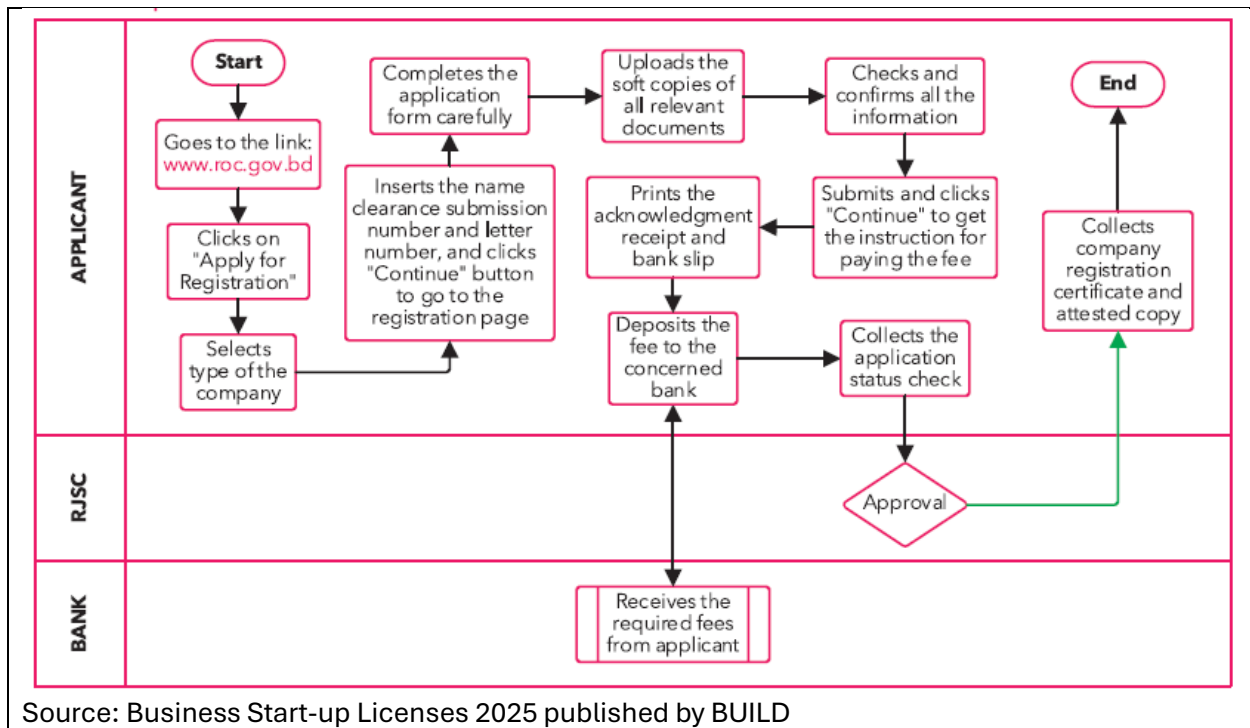 APPLICANT
Start
Goes to the link:
www.roc.gov.bd
Clicks on
"Apply for
Registration"
Selects
type of the
company
Inserts the name
clearance submission
number and letter
number, and clicks
"Continue" button
to go to the
registration page
Completes the
application
form carefully
Uploads the
soft copies of
all relevant
documents
Checks and
confirms all the
information
Submits and clicks
"Continue" to get
the instruction for
paying the fee
Prints the
acknowledgment
receipt and
bank slip
Deposits the
fee to the
concerned
bank
Collects the
application
status check
Collects
company
registration
certificate and
attested copy
End
RJSC
Approval
BANK
Receives the
required fees
from applicant
Source: Business Start-up Licenses 2025 published by BUILD